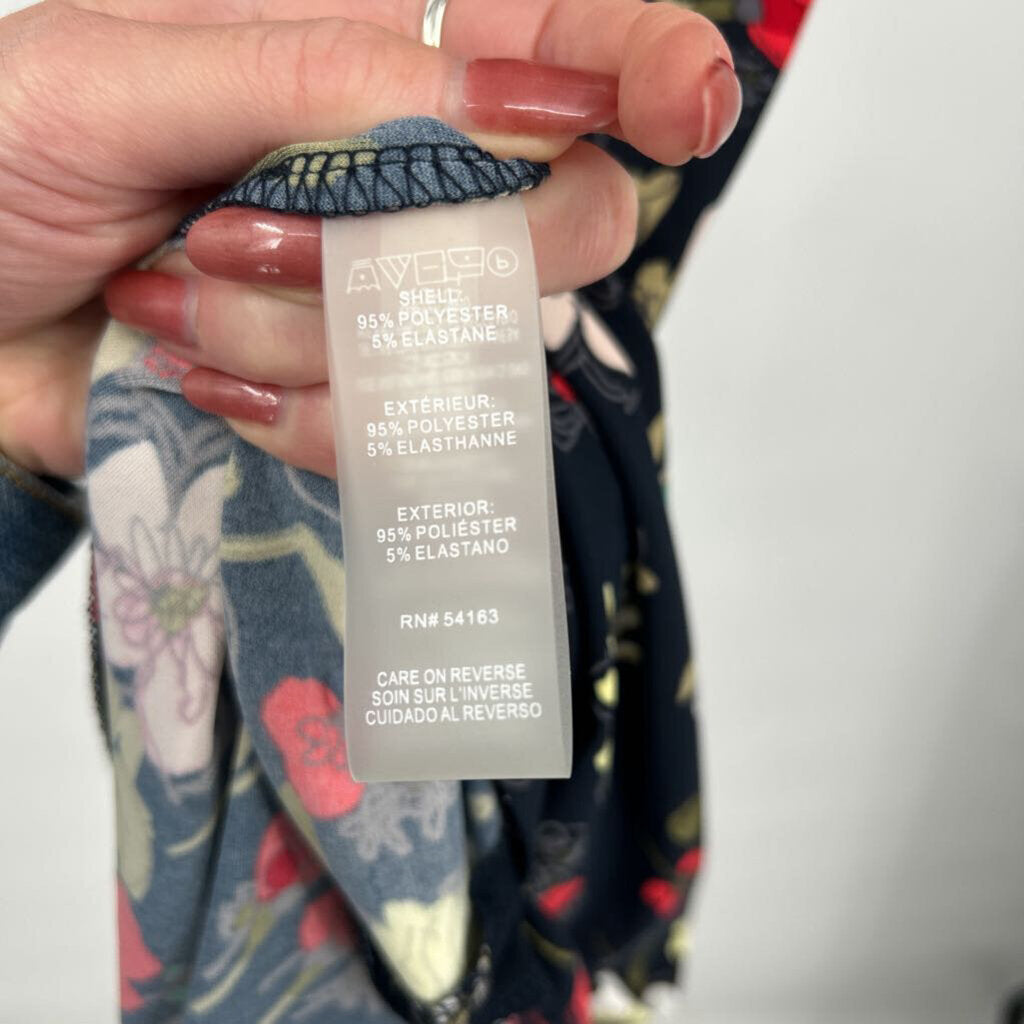 SHELL:
95% POLYESTER
5% ELASTANE
EXTÉRIEUR:
95% POLYESTER
5% ELASTHANNE
EXTERIOR:
95% POLIÉSTER
5% ELASTANO
RN# 54163
CARE ON REVERSE
SOIN SUR L'INVERSE
CUIDADO AL REVERSO